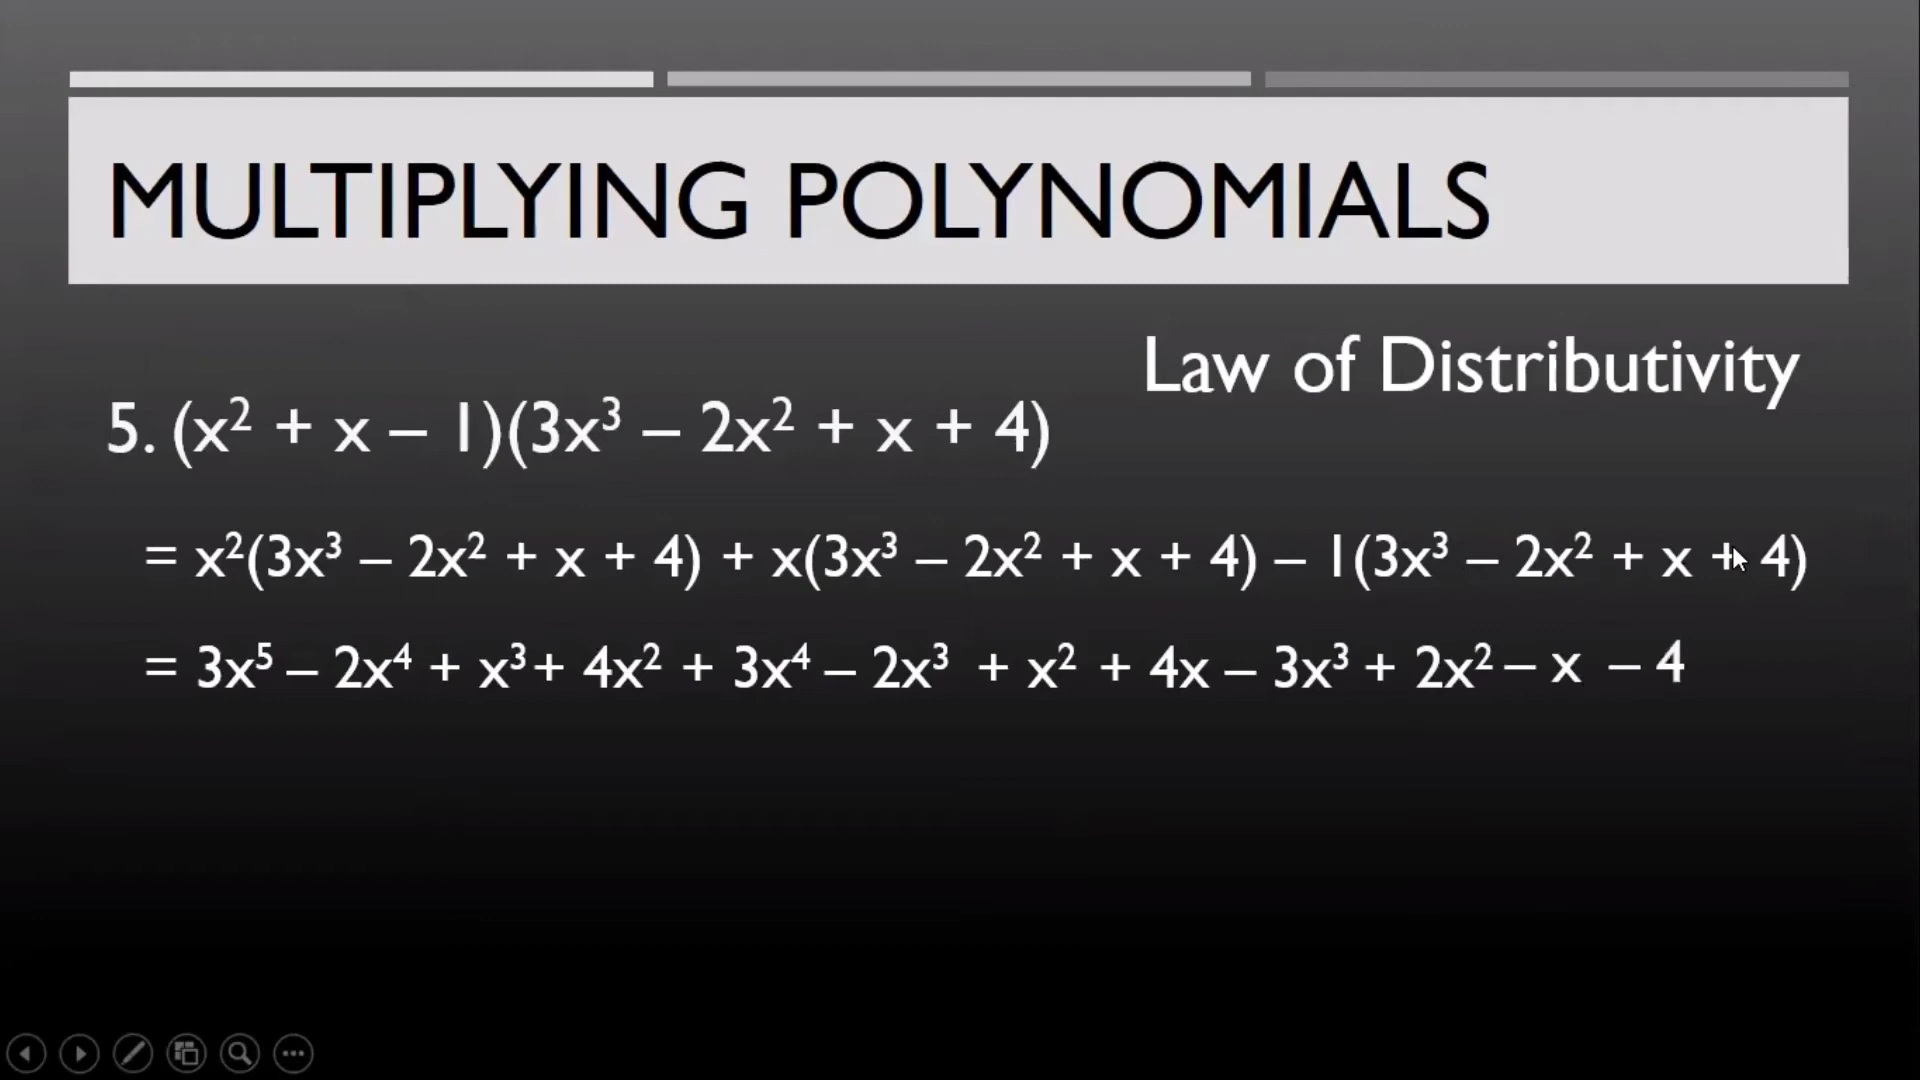 MULTIPLYING POLYNOMIALS
Law of Distributivity
5. (x² + x – 1)(3x³ – 2x² + x + 4)
= x²(3x³ – 2x² + x + 4) + x(3x³ – 2x² + x + 4) – 1(3x³ – 2x² + x + 4)
= 3x⁵ – 2x⁴ + x³ + 4x² + 3x⁴ – 2x³ + x² + 4x – 3x³ + 2x² – x – 4